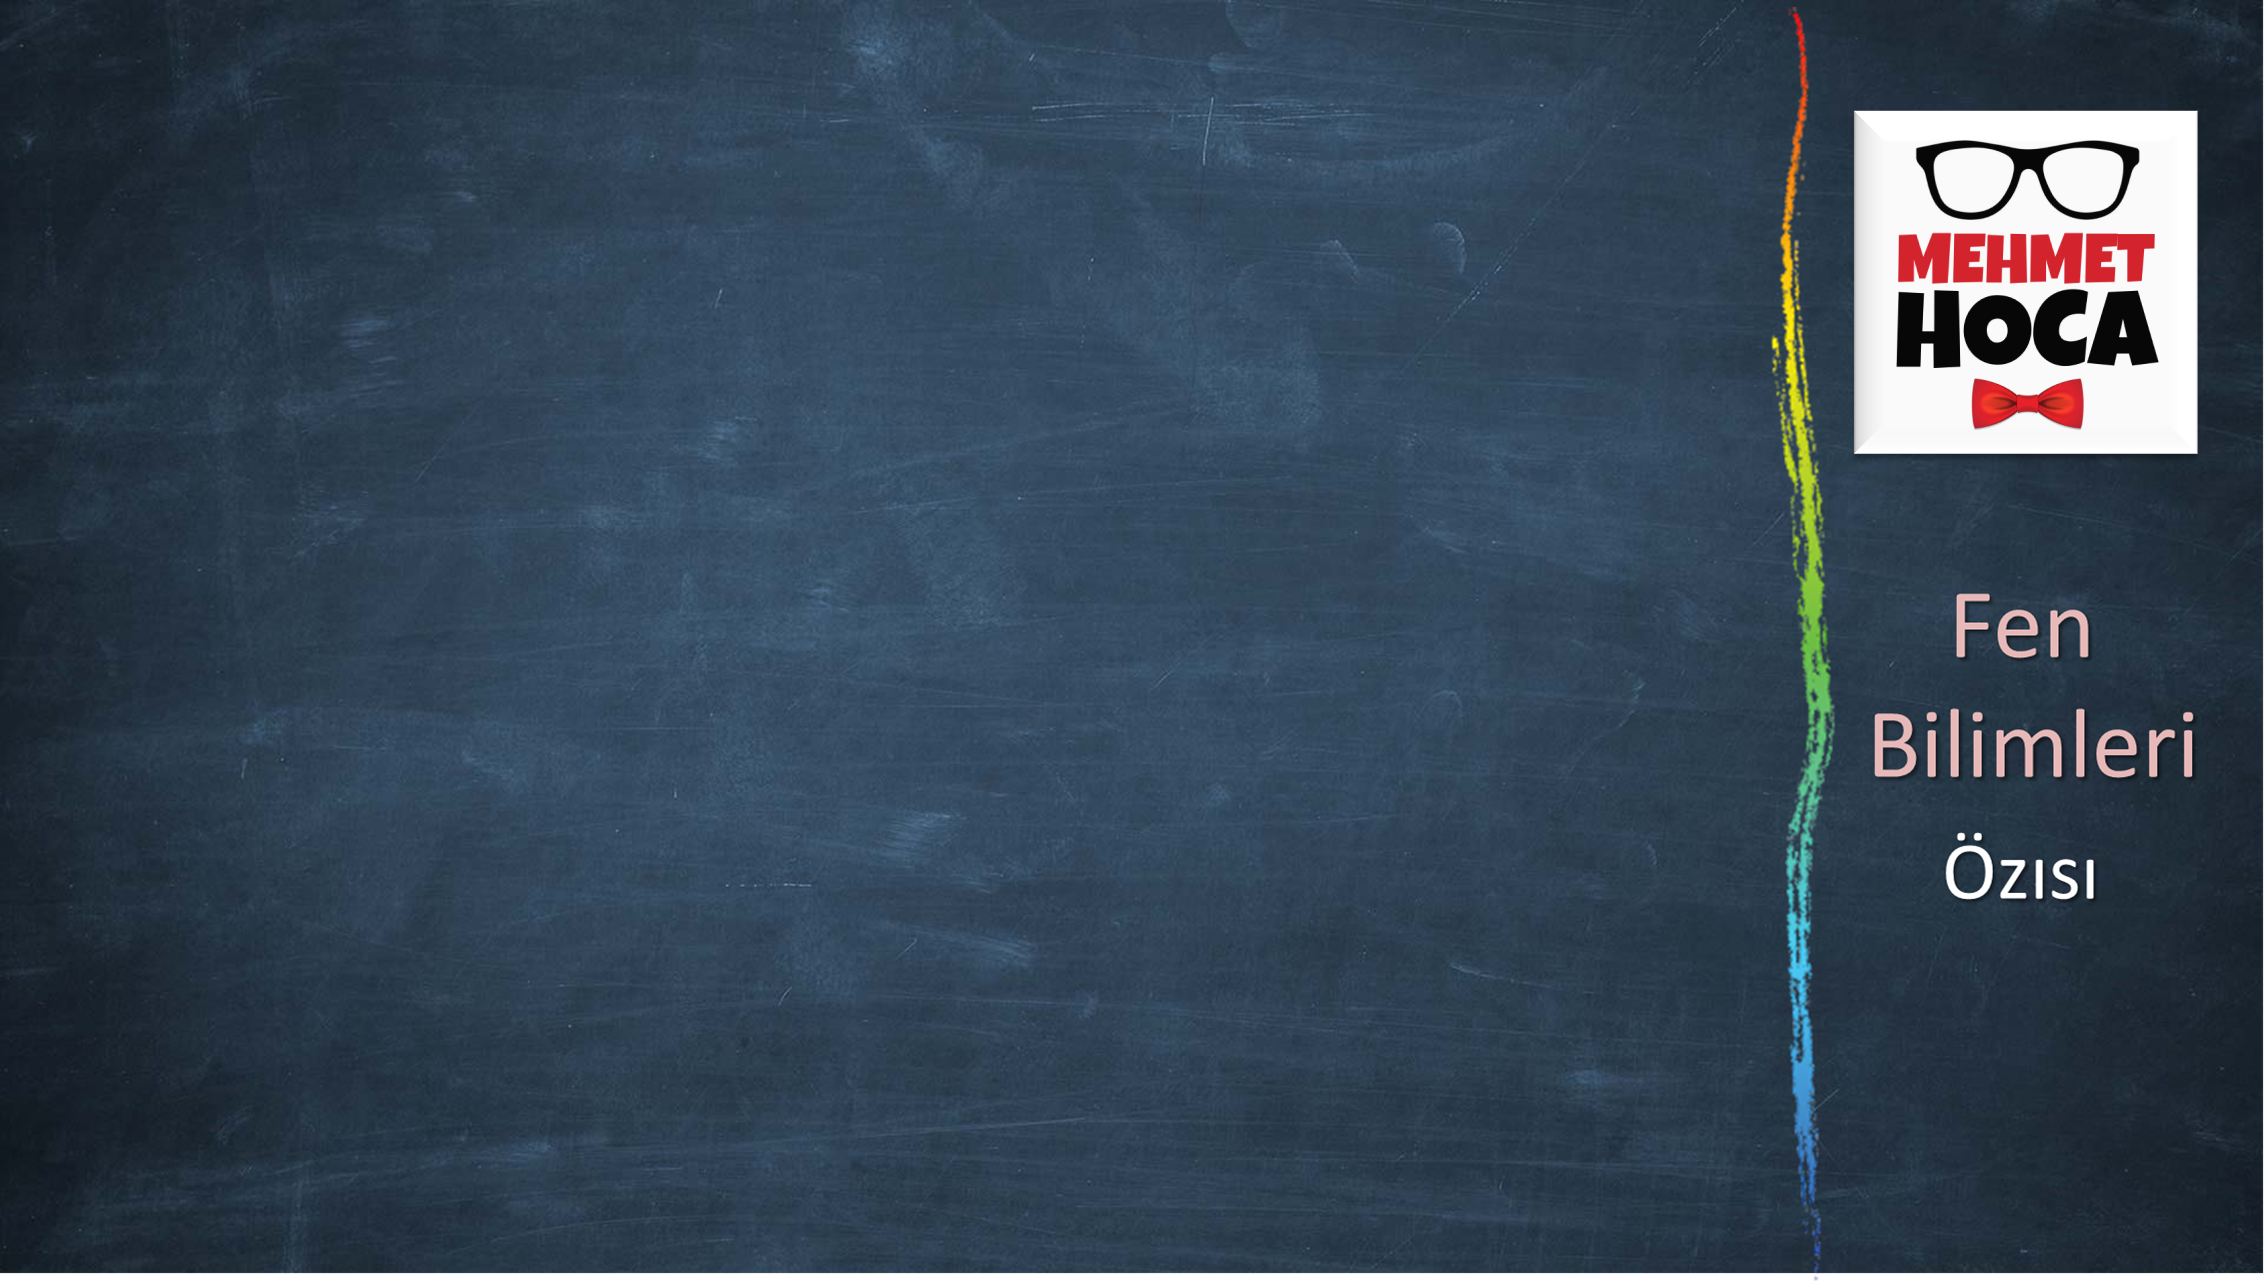 MEHMET
HOCA
Fen
Bilimleri
Özısı